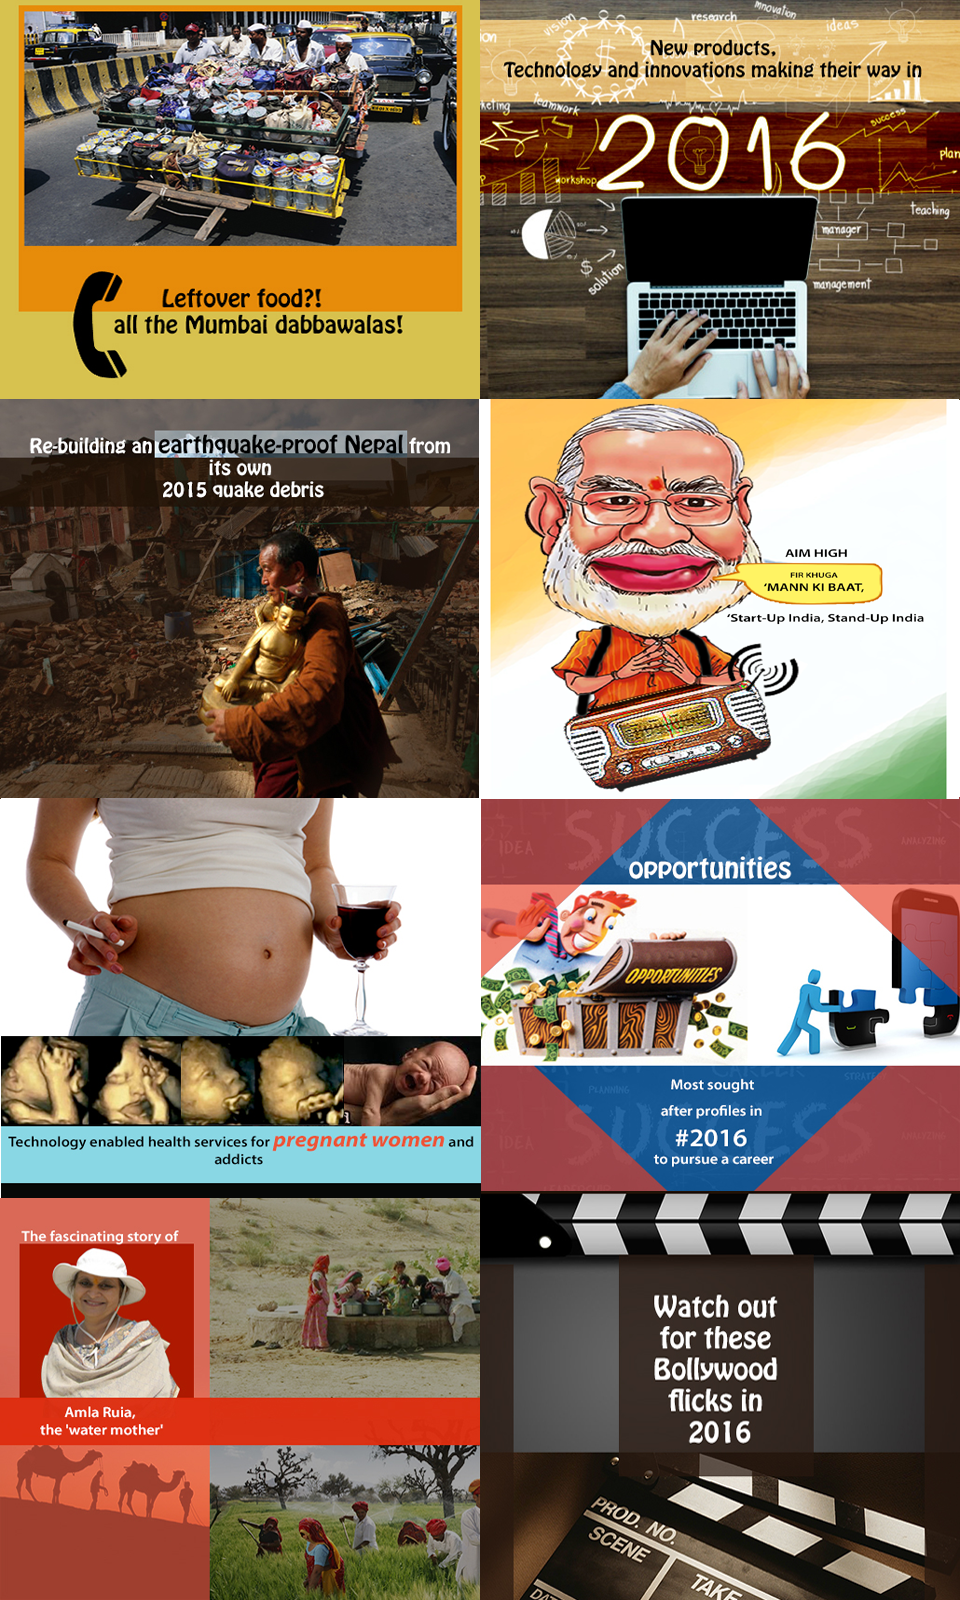 Leftover food?!
all the Mumbai dabbawalas!
vision
research
innovation
ideas
New products,
Technology and innovations making their way in
teamwork
success
2016
workshop
plan
teaching
manager
solution
management
Re-building an earthquake-proof Nepal from
its own
2015 quake debris
AIM HIGH
FIR KHUGA
‘MANN KI BAAT,
‘Start-Up India, Stand-Up India
Technology enabled health services for pregnant women and
addicts
SUCCESS
IDEA
ANALYZING
opportunities
OPPORTUNITIES
CAREER
PLANNING
Most sought
after profiles in
#2016
to pursue a career
SUCCESS
IDEA
The fascinating story of
Amla Ruia,
the 'water mother'
Watch out
for these
Bollywood
flicks in
2016
PROD. NO.
SCENE
TAKE